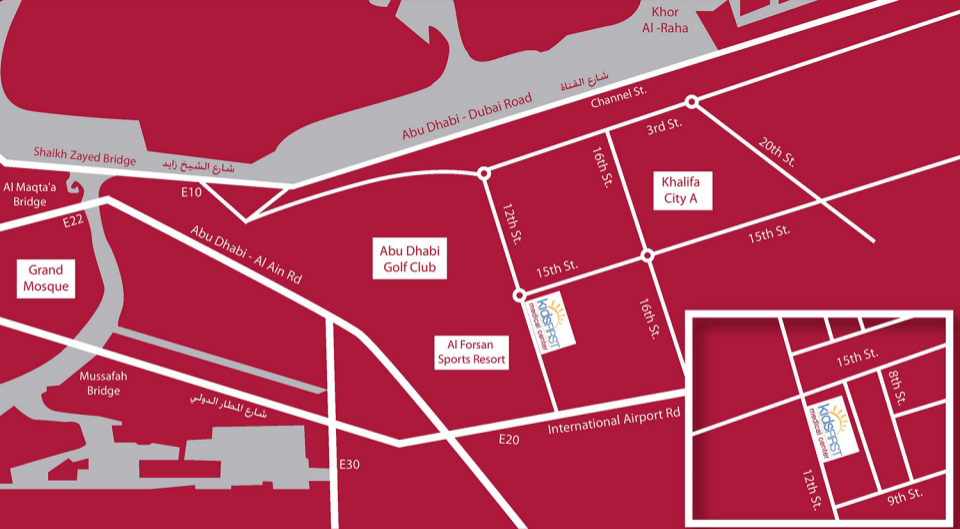 Khor
Al -Raha
شارع القناة
Channel St.
Abu Dhabi - Dubai Road
3rd St.
20th St.
Shaikh Zayed Bridge
شارع الشيخ زايد
16th St.
Al Maqta'a
Bridge
E10
Khalifa
City A
E22
12th St.
Abu Dhabi - Al Ain Rd
Abu Dhabi
Golf Club
15th St.
15th St.
Grand
Mosque
kidsFIRST
medical center
16th St.
Al Forsan
Sports Resort
Mussafah
Bridge
شارع المطار الدولي
International Airport Rd
E20
E30
15th St.
8th St.
kidsFIRST
medical center
12th St.
9th St.